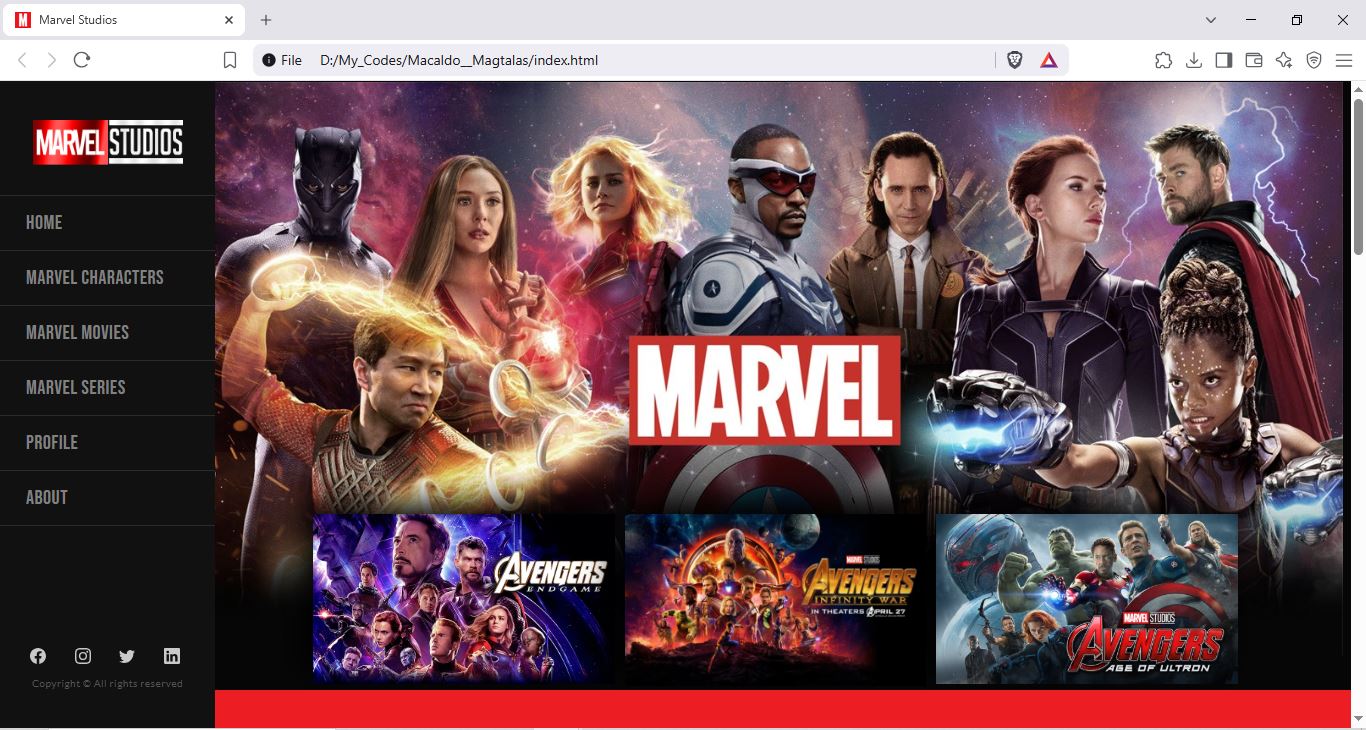 Marvel Studios
File D:/My_Codes/Macaldo__Magtalas/index.html
MARVEL STUDIOS
HOME
MARVEL CHARACTERS
MARVEL MOVIES
MARVEL SERIES
PROFILE
ABOUT
Copyright © All rights reserved
MARVEL
AVENGERS
ENDGAME
MARVEL STUDIOS
AVENGERS
INFINITY WAR
IN THEATERS APRIL 27
MARVEL STUDIOS
AVENGERS
AGE OF ULTRON